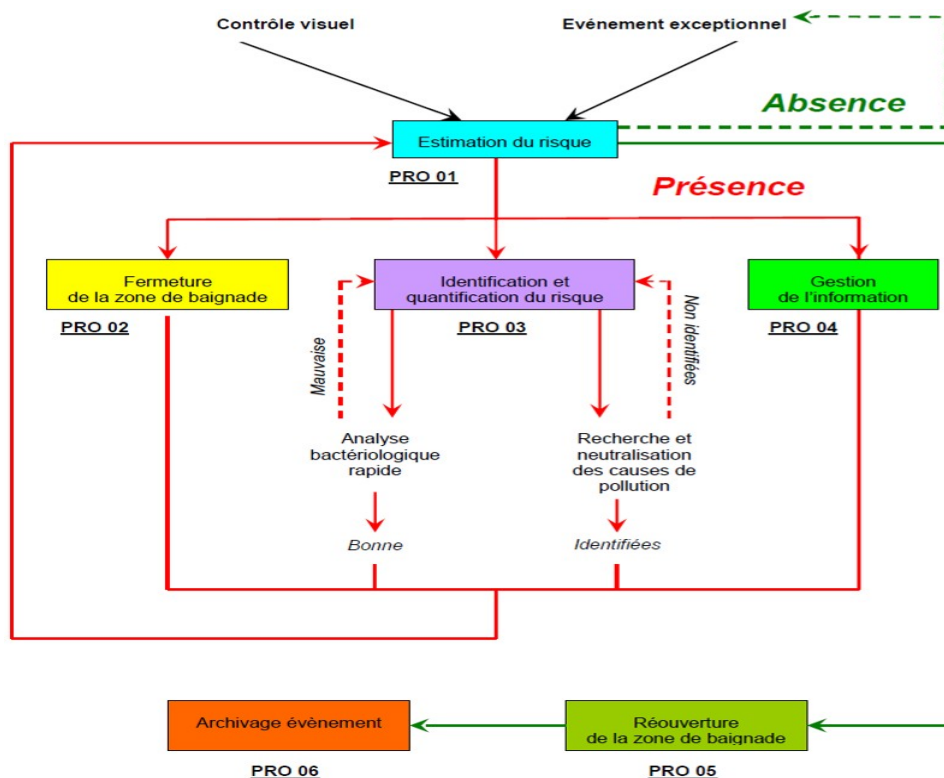 Contrôle visuel
Evénement exceptionnel
Absence
Estimation du risque
PRO 01
Présence
Fermeture
de la zone de baignade
PRO 02
Identification et
quantification du risque
PRO 03
Gestion
de l'information
PRO 04
Mauvaise
Non identifiées
Analyse
bactériologique
rapide
Recherche et
neutralisation
des causes de
pollution
Bonne
Identifiées
Archivage évènement
PRO 06
Réouverture
de la zone de baignade
PRO 05